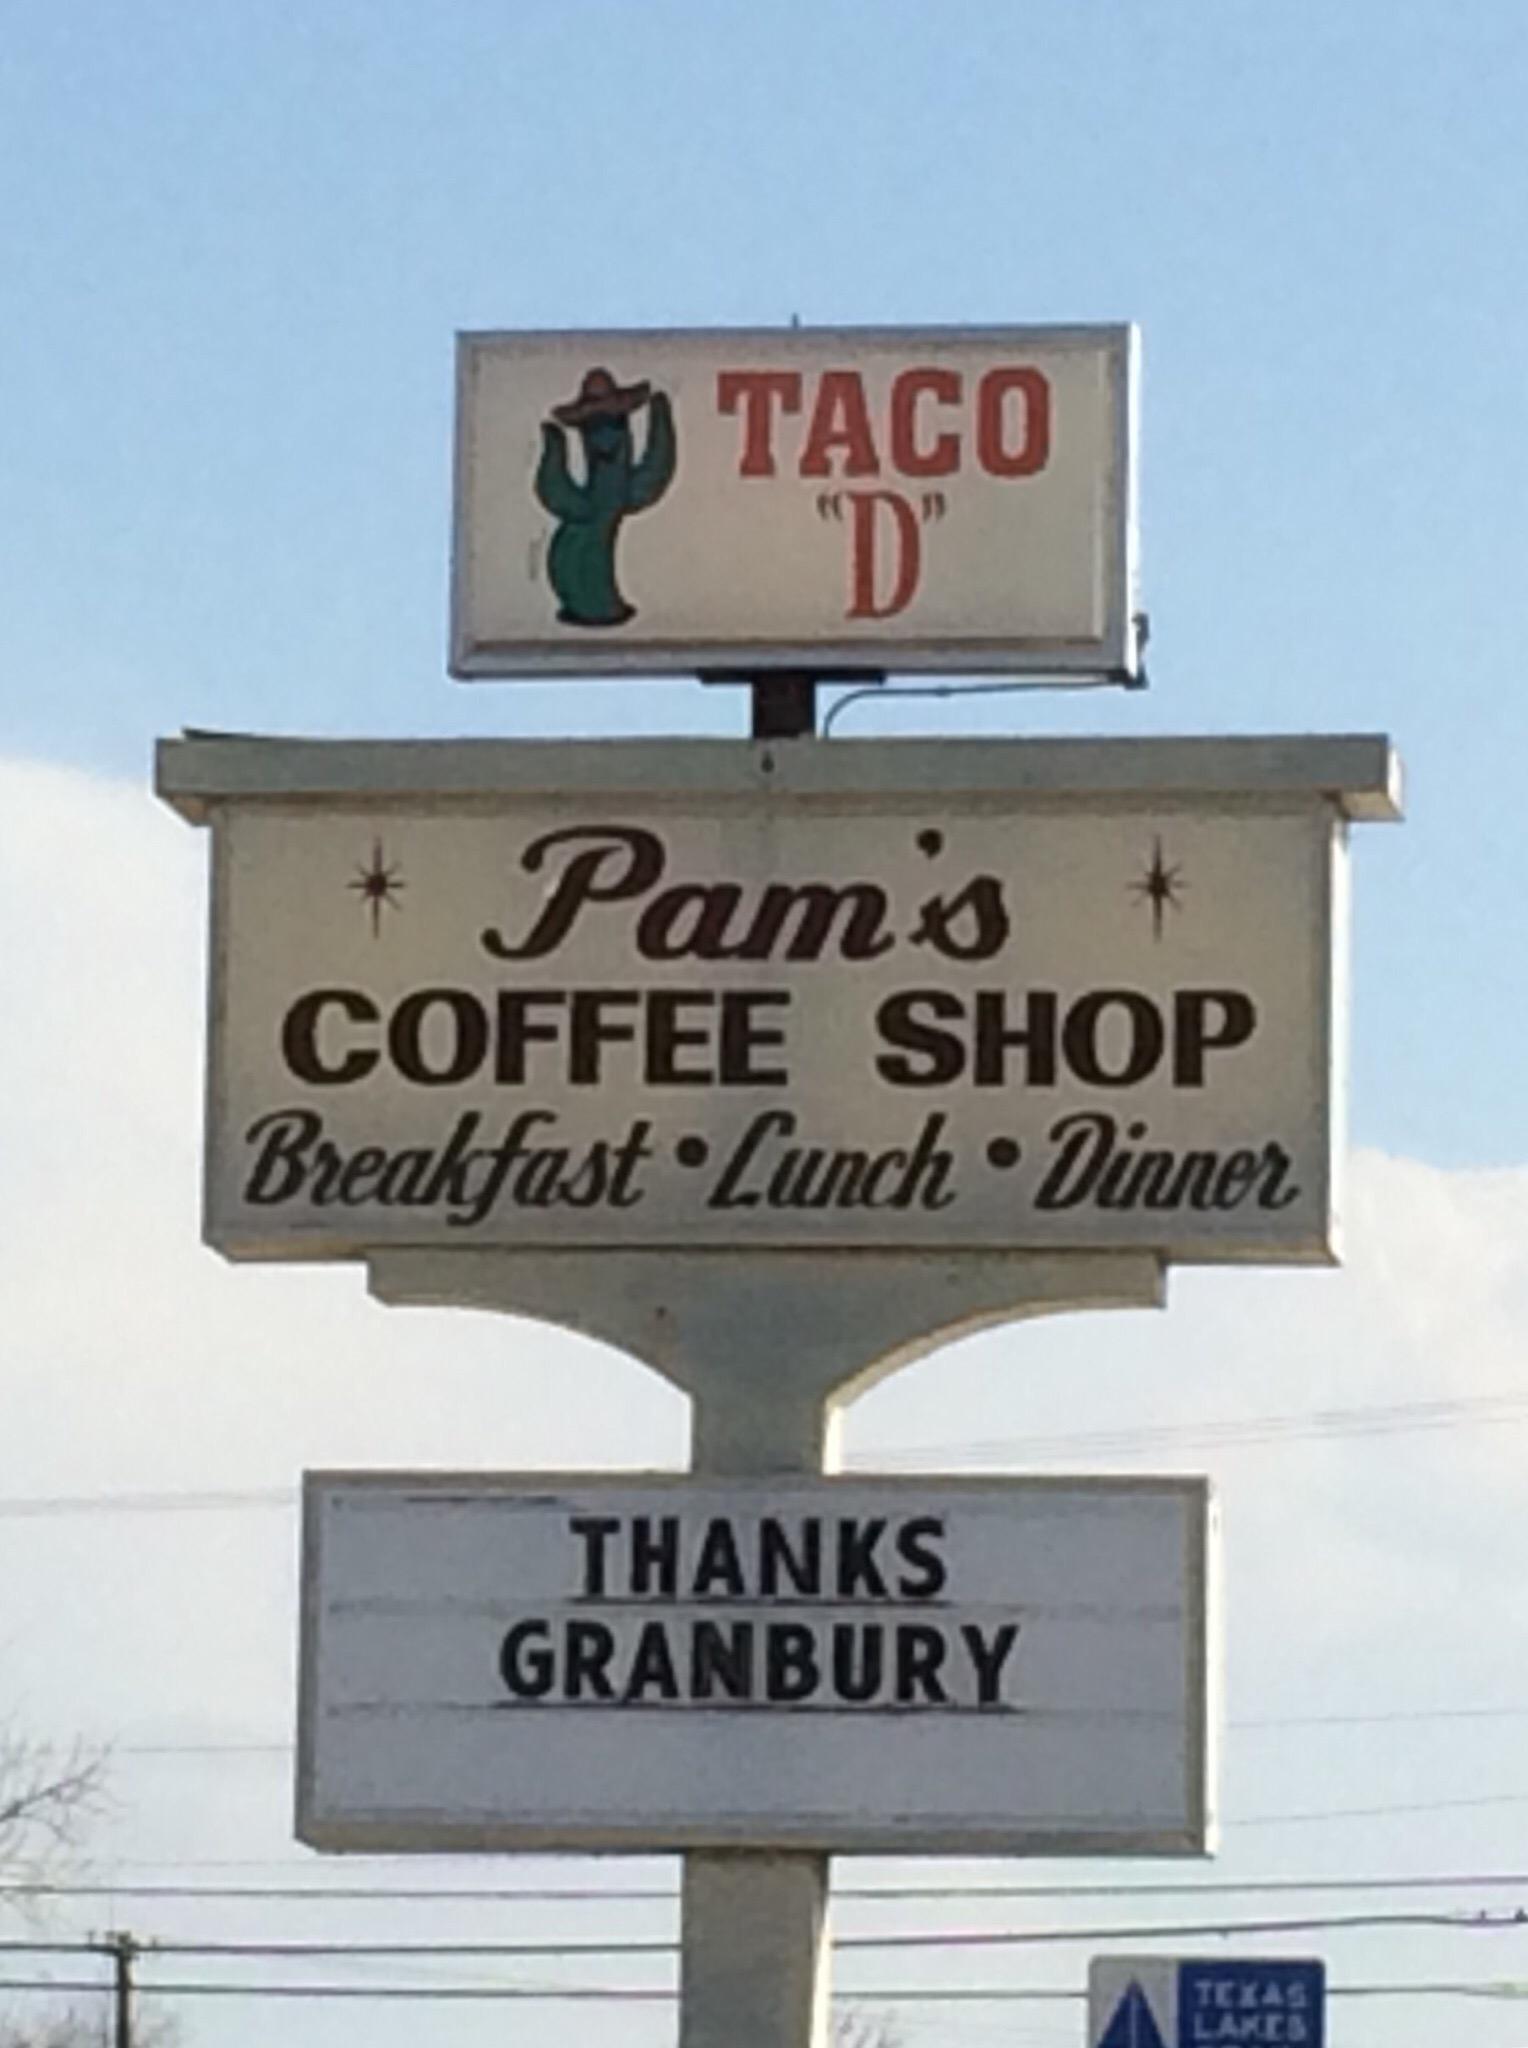 TACO
"D"
Pam's
COFFEE SHOP
Breakfast • Lunch • Dinner
THANKS
GRANBURY
TEXAS
LAKES